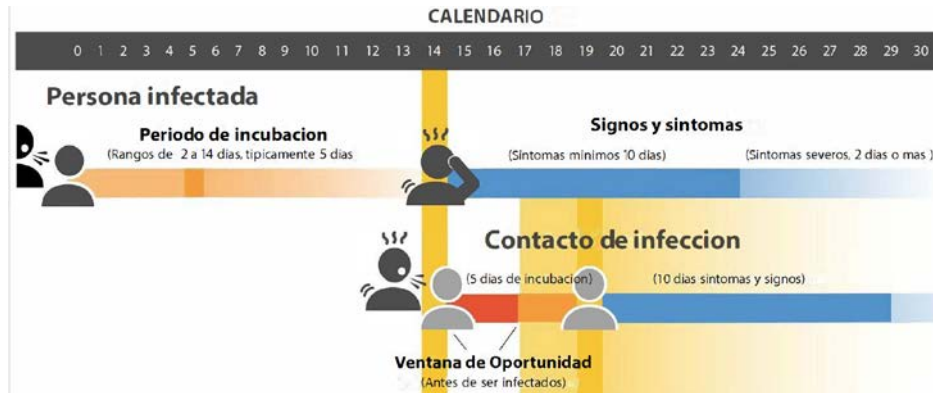 CALENDARIO
0 1 2 3 4 5 6 7 8 9 10 11 12 13 14 15 16 17 18 19 20 21 22 23 24 25 26 27 28 29 30
Persona infectada
Periodo de incubacion
(Rangos de 2 a 14 dias, tipicamente 5 dias
Signos y sintomas
(Sintomas minimos 10 dias)
(Sintomas severos, 2 dias o mas)
Contacto de infeccion
(5 dias de incubacion)
(10 dias sintomas y signos)
Ventana de Oportunidad
(Antes de ser infectados)